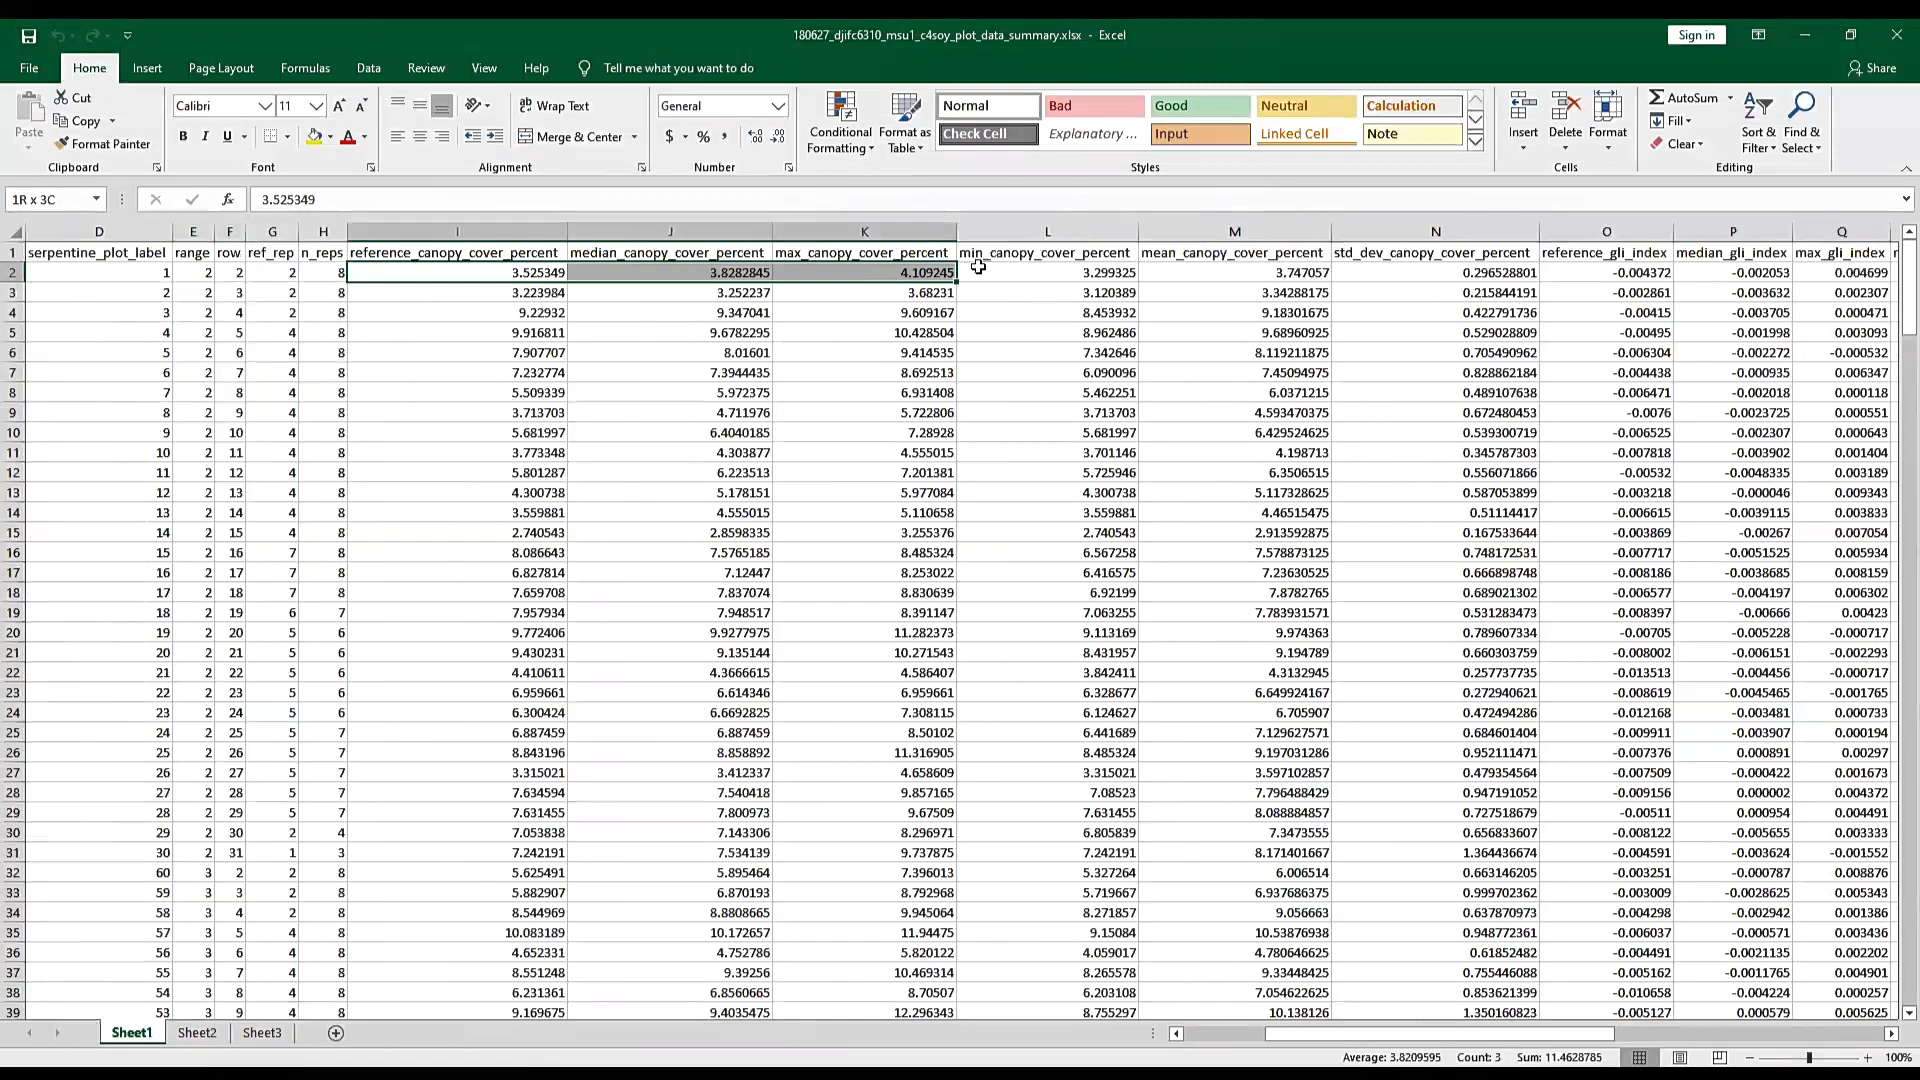 180627_djifc6310_msu1_c4soy_plot_data_summary.xlsx - Excel
Sign in
File Home Insert Page Layout Formulas Data Review View Help Tell me what you want to do Share
Paste Cut Copy Format Painter
Calibri 11 A A B I U A
ab Wrap Text Merge & Center
General $ % ,
Conditional Formatting Format as Table
Normal Bad Good Neutral Calculation
Check Cell Explanatory ... Input Linked Cell Note
Insert Delete Format
AutoSum Fill Clear Sort & Filter Find & Select
Clipboard Font Alignment Number Styles Cells Editing
1R x 3C fx 3.525349
D E F G H I J K L M N O P Q
1 serpentine_plot_label range row ref_rep n_reps reference_canopy_cover_percent median_canopy_cover_percent max_canopy_cover_percent min_canopy_cover_percent mean_canopy_cover_percent std_dev_canopy_cover_percent reference_gli_index median_gli_index max_gli_index
2 1 2 2 2 8 3.525349 3.8282845 4.109245 3.299325 3.747057 0.296528801 -0.004372 -0.002053 0.004699
3 2 2 3 2 8 3.223984 3.252237 3.68231 3.120389 3.34288175 0.215844191 -0.002861 -0.003632 0.002307
4 3 2 4 2 8 9.22932 9.347041 9.609167 8.453932 9.18301675 0.422791736 -0.00415 -0.003705 0.000471
5 4 2 5 4 8 9.916811 9.6782295 10.428504 8.962486 9.68960925 0.529028809 -0.00495 -0.001998 0.003093
6 5 2 6 4 8 7.907707 8.01601 9.414535 7.342646 8.119211875 0.705490962 -0.006304 -0.002272 -0.000532
7 6 2 7 4 8 7.232774 7.3944435 8.692513 6.090096 7.45094975 0.828862184 -0.004438 -0.000935 0.006347
8 7 2 8 4 8 5.509339 5.972375 6.931408 5.462251 6.0371215 0.489107638 -0.006471 -0.002018 0.000118
9 8 2 9 4 8 3.713703 4.711976 5.722806 3.713703 4.593470375 0.672480453 -0.0076 -0.0023725 0.000551
10 9 2 10 4 8 5.681997 6.4040185 7.28928 5.681997 6.429524625 0.539300719 -0.006525 -0.002307 0.000643
11 10 2 11 4 8 3.773348 4.303877 4.555015 3.701146 4.198713 0.345787303 -0.007818 -0.003902 0.001404
12 11 2 12 4 8 5.801287 6.223513 7.201381 5.725946 6.3506515 0.556071866 -0.00532 -0.0048335 0.003189
13 12 2 13 4 8 4.300738 5.178151 5.977084 4.300738 5.117328625 0.587053899 -0.003218 -0.000046 0.009343
14 13 2 14 4 8 3.559881 4.555015 5.110658 3.559881 4.46515475 0.51114417 -0.006615 -0.0039115 0.003833
15 14 2 15 4 8 2.740543 2.8598335 3.255376 2.740543 2.913592875 0.167533644 -0.003869 -0.00267 0.007054
16 15 2 16 7 8 8.086643 7.5765185 8.485324 6.567258 7.578873125 0.748172531 -0.007717 -0.0051525 0.005934
17 16 2 17 7 8 6.827814 7.12447 8.253022 6.416575 7.23630525 0.666898748 -0.008186 -0.0038685 0.008159
18 17 2 18 7 8 7.659708 7.837074 8.830639 6.92199 7.8782765 0.689021302 -0.006577 -0.004197 0.006302
19 18 2 19 6 7 7.957934 7.948517 8.391147 7.063255 7.783931571 0.531283473 -0.008397 -0.00666 0.00423
20 19 2 20 5 6 9.772406 9.9277975 11.282373 9.113169 9.974363 0.789607334 -0.00705 -0.005228 -0.000717
21 20 2 21 5 6 9.430231 9.135144 10.271543 8.431957 9.194789 0.660303759 -0.008002 -0.006151 -0.002293
22 21 2 22 5 6 4.410611 4.3666615 4.586407 3.842411 4.3132945 0.257737735 -0.013513 -0.004456 -0.000717
23 22 2 23 5 6 6.959661 6.614346 6.959661 6.328677 6.649924167 0.272940621 -0.008619 -0.0045465 -0.001765
24 23 2 24 5 6 6.300424 6.6692825 7.308115 6.124627 6.705907 0.472494286 -0.012168 -0.003481 0.000733
25 24 2 25 5 7 6.887459 6.887459 8.50102 6.441689 7.129627571 0.684601404 -0.009911 -0.003907 0.000194
26 25 2 26 5 7 8.843196 8.858892 11.316905 8.485324 9.197031286 0.952111471 -0.007376 0.000891 0.00297
27 26 2 27 5 7 3.315021 3.412337 4.658609 3.315021 3.597102857 0.479354564 -0.007509 -0.000422 0.001673
28 27 2 28 5 7 7.634594 7.540418 9.857165 7.08523 7.796488429 0.947191052 -0.009156 0.000002 0.004372
29 28 2 29 5 7 7.631455 7.800973 9.67509 7.631455 8.088884857 0.727518679 -0.00511 0.000954 0.004491
30 29 2 30 2 4 7.053838 7.143306 8.296971 6.805839 7.3473555 0.656833607 -0.008122 -0.005655 0.003333
31 30 2 31 1 3 7.242191 7.534139 9.737875 7.242191 8.171401667 1.364436674 -0.004591 -0.003624 -0.001552
32 60 3 2 2 8 5.625491 5.895464 7.396013 5.327264 6.006514 0.663146205 -0.003251 -0.000787 0.008876
33 59 3 3 2 8 5.882907 6.870193 8.792968 5.719667 6.937686375 0.999702362 -0.003009 -0.0028625 0.005343
34 58 3 4 2 8 8.544969 8.8808665 9.945064 8.271857 9.056663 0.637870973 -0.004298 -0.002942 0.001386
35 57 3 5 4 8 10.083189 10.172657 11.94475 9.15084 10.53876938 0.948772361 -0.006037 -0.000571 0.003436
36 56 3 6 4 8 4.652331 4.752786 5.820122 4.059017 4.780646625 0.61852482 -0.004491 -0.0021135 0.002202
37 55 3 7 4 8 8.551248 9.39256 10.469314 8.265578 9.33448425 0.755446088 -0.005162 -0.0011765 0.004901
38 54 3 8 4 8 6.231361 6.8560665 8.70507 6.203108 7.054622625 0.853621399 -0.010658 -0.004224 0.000257
39 53 3 9 4 8 9.169675 9.4035475 12.296343 8.755297 10.138126 1.350160823 -0.005127 0.000579 0.005625
Sheet1 Sheet2 Sheet3
Average: 3.8209595 Count: 3 Sum: 11.4628785 100%